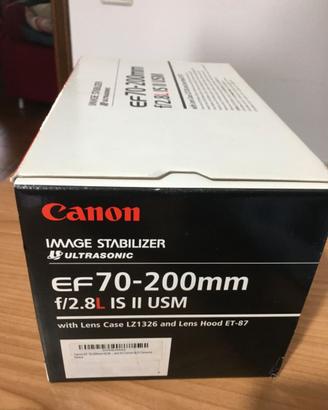 EF70-200mm
f/2.8L IS II USM
IMAGE STABILIZER
ULTRASONIC
Canon
IMAGE STABILIZER
ULTRASONIC
EF70-200mm
f/2.8L IS II USM
with Lens Case LZ1326 and Lens Hood ET-87